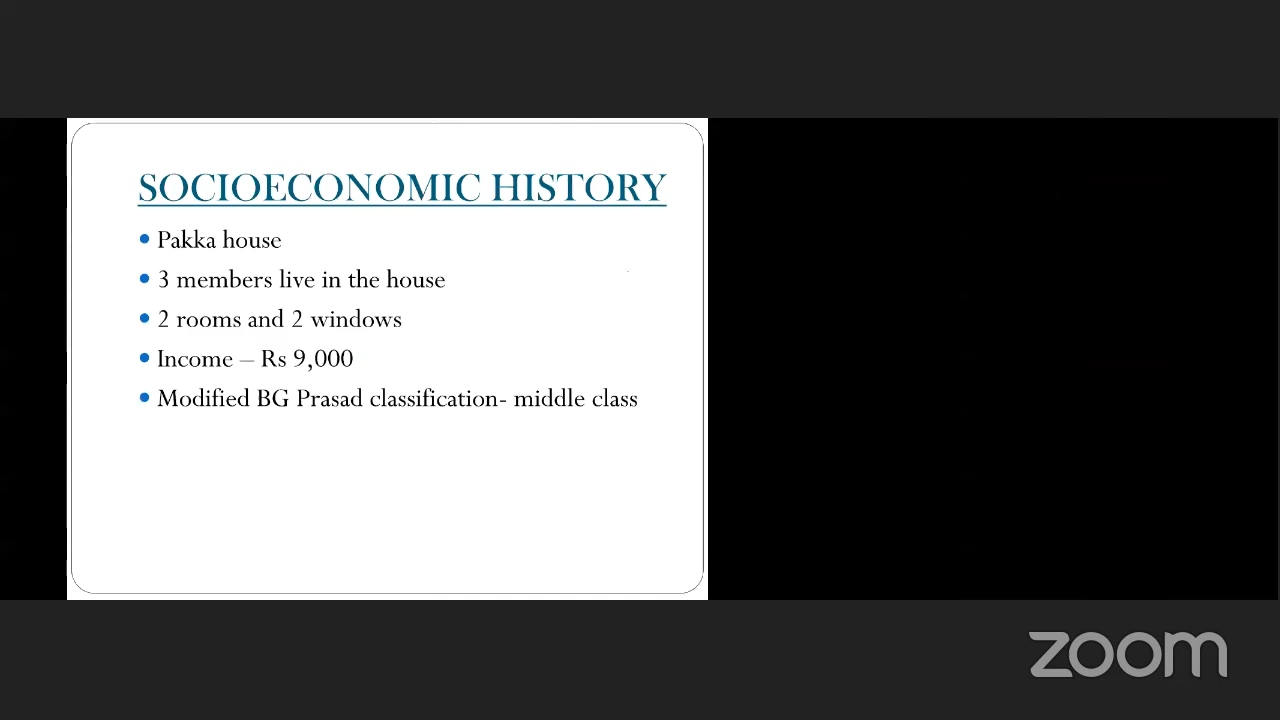 SOCIOECONOMIC HISTORY
Pakka house
3 members live in the house
2 rooms and 2 windows
Income – Rs 9,000
Modified BG Prasad classification- middle class
zoom